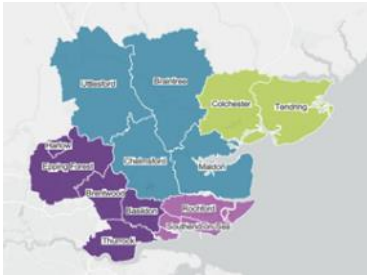 Uttlesford
Braintree
Colchester
Tendring
Harlow
Epping Forest
Chelmsford
Maldon
Brentwood
Basildon
Rochford
Southend-on-Sea
Thurrock